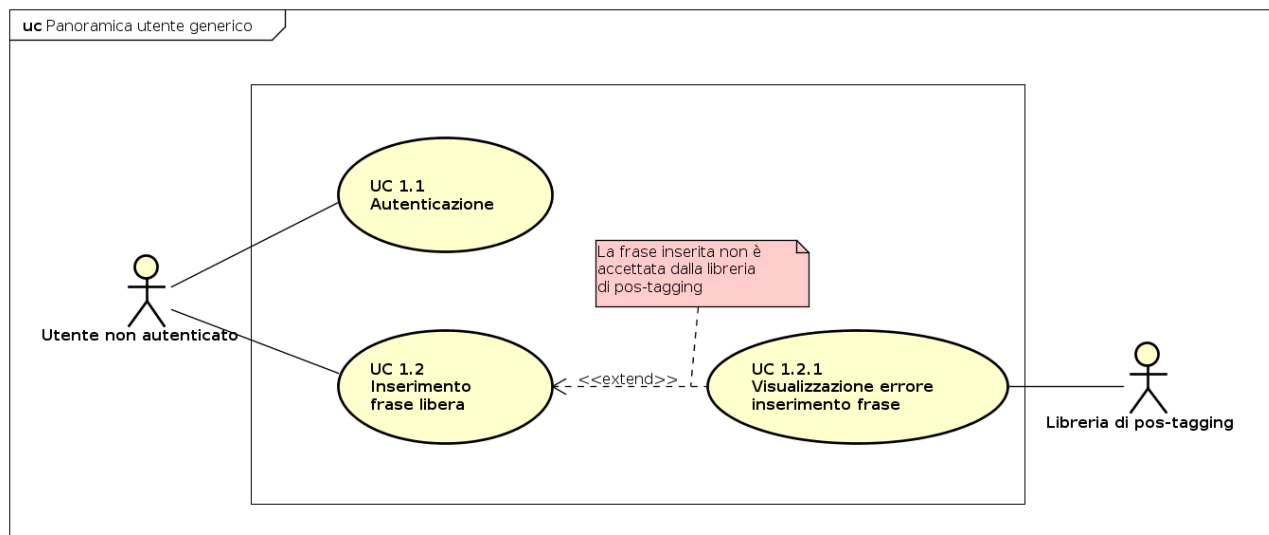 uc Panoramica utente generico
UC 1.1
Autenticazione
La frase inserita non è
accettata dalla libreria
di pos-tagging
Utente non autenticato
UC 1.2
Inserimento
frase libera
<<extend>>
UC 1.2.1
Visualizzazione errore
inserimento frase
Libreria di pos-tagging